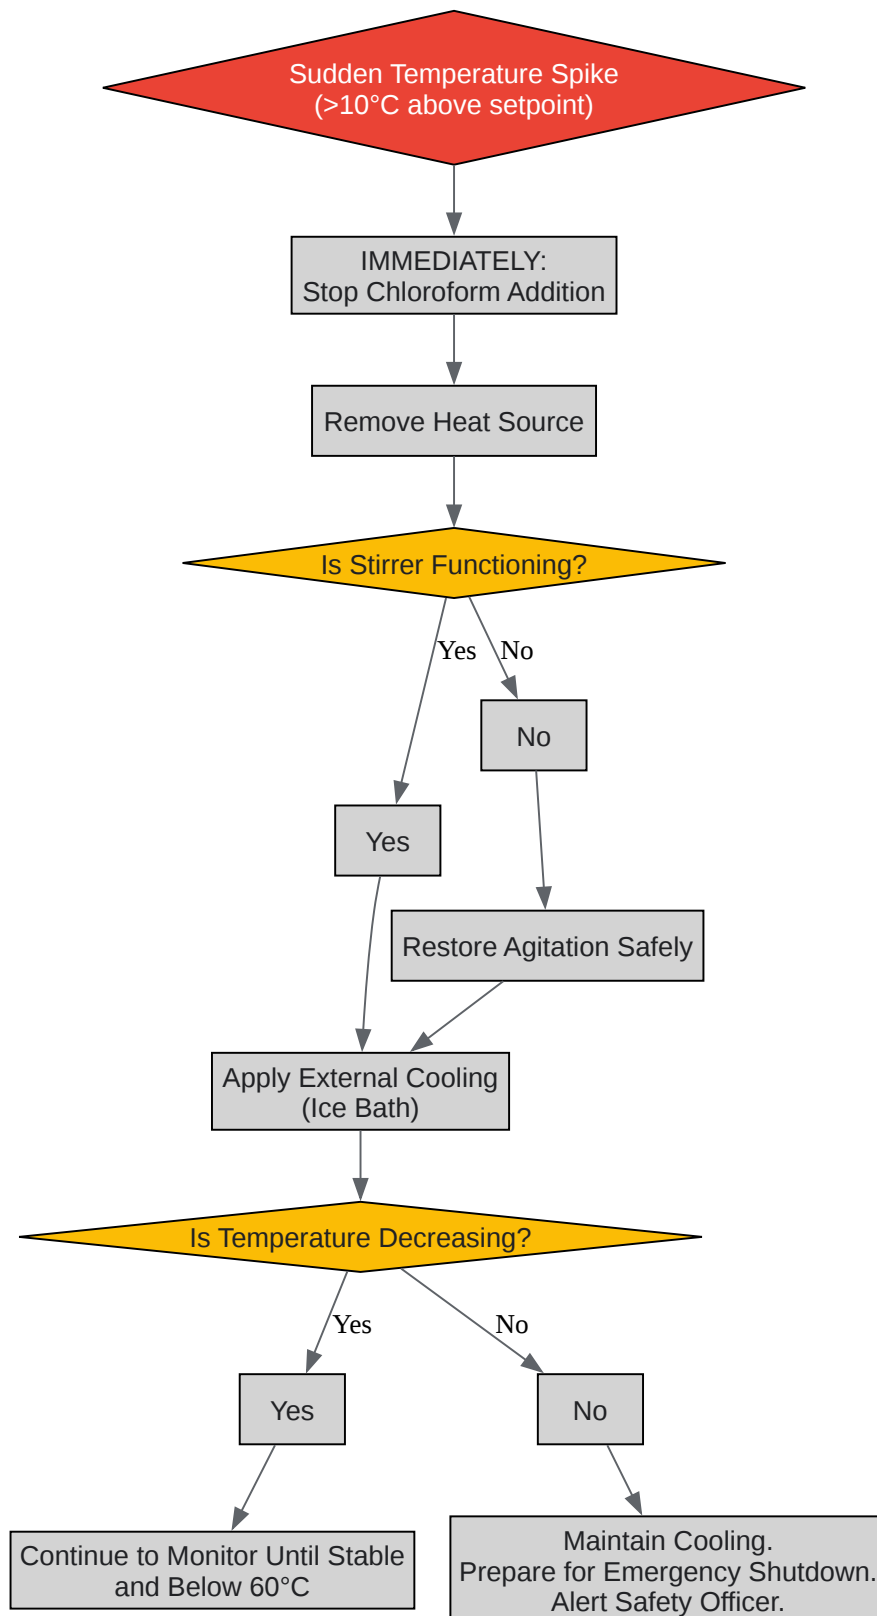 Sudden Temperature Spike
(>10°C above setpoint)
IMMEDIATELY:
Stop Chloroform Addition
Remove Heat Source
Is Stirrer Functioning?
Yes
No
No
Yes
Restore Agitation Safely
Apply External Cooling
(Ice Bath)
Is Temperature Decreasing?
Yes
No
Yes
No
Continue to Monitor Until Stable
and Below 60°C
Maintain Cooling.
Prepare for Emergency Shutdown.
Alert Safety Officer.